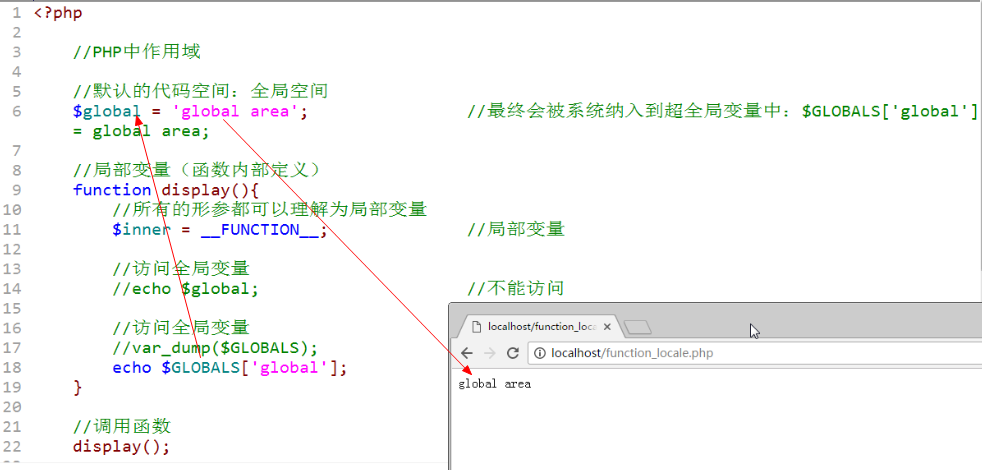 1 <?php
2
3 //PHP中作用域
4
5 //默认的代码空间：全局空间
6 $global = 'global area'; //最终会被系统纳入到超全局变量中：$GLOBALS['global']
= global area;
7
8 //局部变量（函数内部定义）
9 function display(){
10 //所有的形参都可以理解为局部变量
11 $inner = __FUNCTION__; //局部变量
12
13 //访问全局变量
14 //echo $global; //不能访问
15
16 //访问全局变量
17 //var_dump($GLOBALS);
18 echo $GLOBALS['global'];
19 }
20
21 //调用函数
22 display();
localhost/function_loca
localhost/function_locale.php
global area